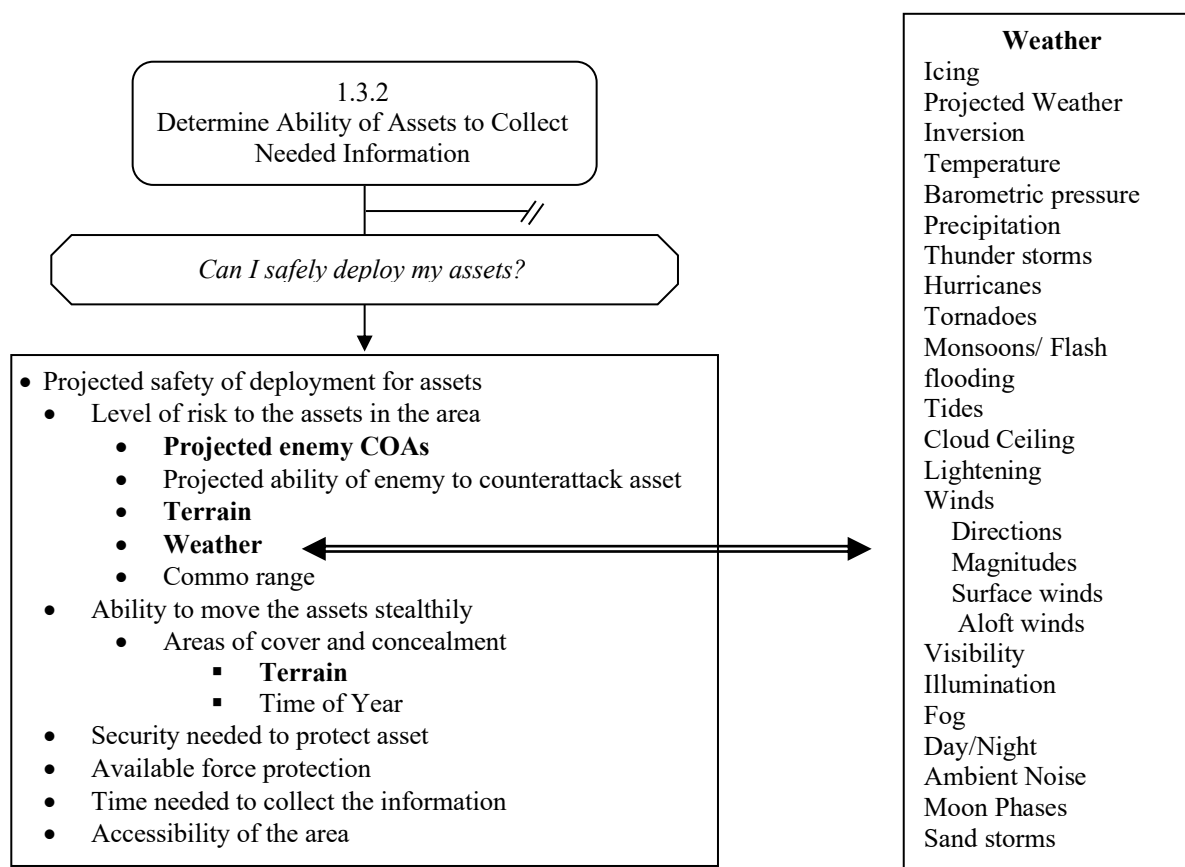 1.3.2
Determine Ability of Assets to Collect
Needed Information
Can I safely deploy my assets?
• Projected safety of deployment for assets
• Level of risk to the assets in the area
• Projected enemy COAs
• Projected ability of enemy to counterattack asset
• Terrain
• Weather
• Commo range
• Ability to move the assets stealthily
• Areas of cover and concealment
▪ Terrain
▪ Time of Year
• Security needed to protect asset
• Available force protection
• Time needed to collect the information
• Accessibility of the area
Weather
Icing
Projected Weather
Inversion
Temperature
Barometric pressure
Precipitation
Thunder storms
Hurricanes
Tornadoes
Monsoons/ Flash
flooding
Tides
Cloud Ceiling
Lightening
Winds
Directions
Magnitudes
Surface winds
Aloft winds
Visibility
Illumination
Fog
Day/Night
Ambient Noise
Moon Phases
Sand storms